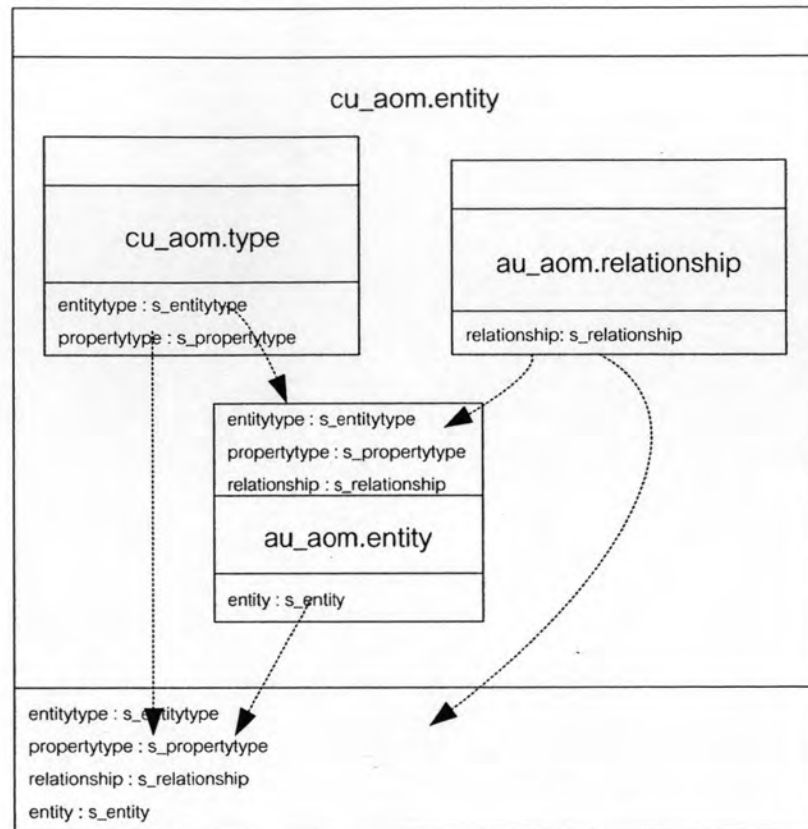 cu_aom.entity
cu_aom.type
entitytype : s_entitytype
propertytype : s_propertytype
au_aom.relationship
relationship: s_relationship
entitytype : s_entitytype
propertytype : s_propertytype
relationship : s_relationship
au_aom.entity
entity : s_entity
entitytype : s_entitytype
propertytype : s_propertytype
relationship : s_relationship
entity : s_entity